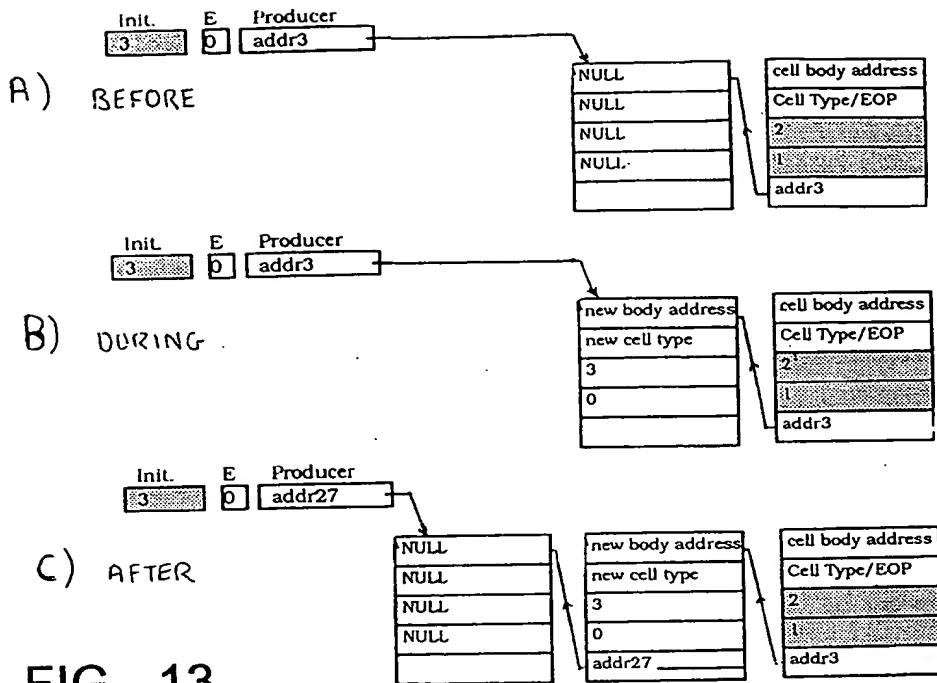 Init. E Producer
3 0 addr3
A) BEFORE
NULL
NULL
NULL
NULL
cell body address
Cell Type/EOP
2
1
addr3
Init. E Producer
3 0 addr3
B) DURING
new body address
new cell type
3
0
cell body address
Cell Type/EOP
2
1
addr3
Init. E Producer
3 0 addr27
C) AFTER
NULL
NULL
NULL
NULL
new body address
new cell type
3
0
addr27
cell body address
Cell Type/EOP
2
1
addr3
FIG. 13